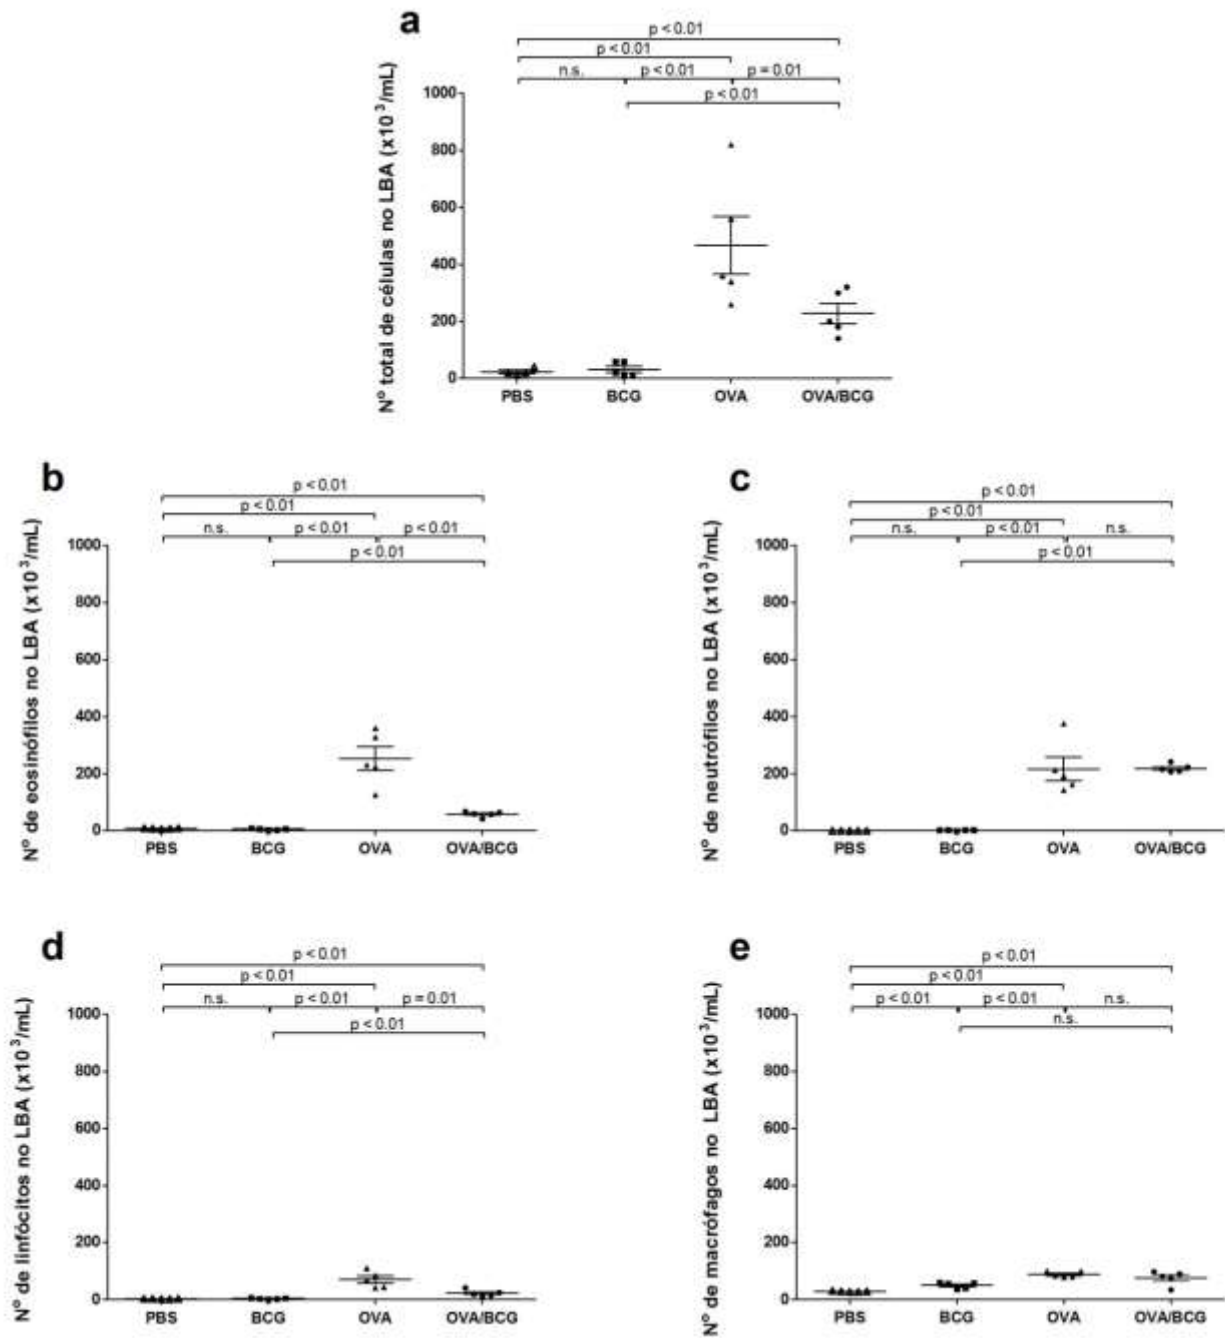 a
p < 0.01
p < 0.01
n.s. p < 0.01 p = 0.01
p < 0.01
Nº total de células no LBA (x10³/mL)
1000
800
600
400
200
0
PBS BCG OVA OVA/BCG
b
p < 0.01
p < 0.01
n.s. p < 0.01 p < 0.01
p < 0.01
Nº de eosinófilos no LBA (x10³/mL)
1000
800
600
400
200
0
PBS BCG OVA OVA/BCG
c
p < 0.01
p < 0.01
n.s. p < 0.01 n.s.
p < 0.01
Nº de neutrófilos no LBA (x10³/mL)
1000
800
600
400
200
0
PBS BCG OVA OVA/BCG
d
p < 0.01
p < 0.01
n.s. p < 0.01 p = 0.01
p < 0.01
Nº de linfócitos no LBA (x10³/mL)
1000
800
600
400
200
0
PBS BCG OVA OVA/BCG
e
p < 0.01
p < 0.01
p < 0.01 p < 0.01 n.s.
n.s.
Nº de macrófagos no LBA (x10³/mL)
1000
800
600
400
200
0
PBS BCG OVA OVA/BCG